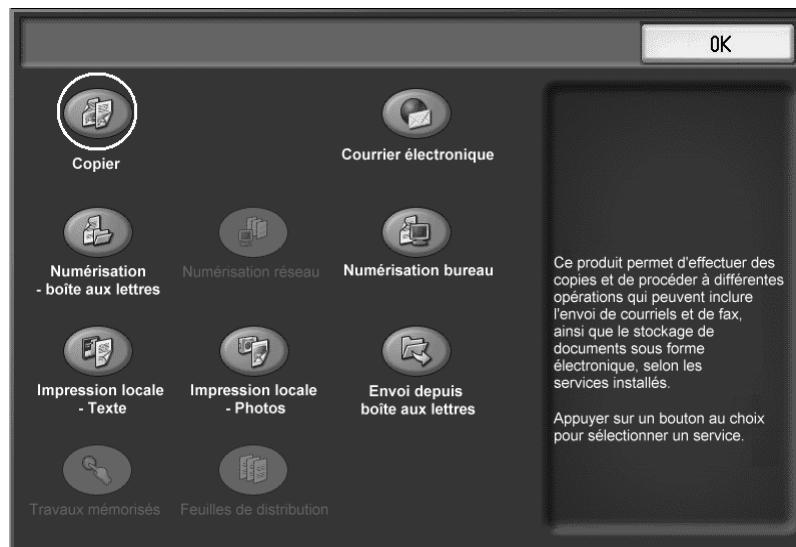 OK
Copier
Courrier électronique
Numérisation
- boîte aux lettres
Numérisation réseau
Numérisation bureau
Impression locale
- Texte
Impression locale
- Photos
Envoi depuis
boîte aux lettres
Travaux mémorisés
Feuilles de distribution
Ce produit permet d'effectuer des
copies et de procéder à différentes
opérations qui peuvent inclure
l'envoi de courriels et de fax,
ainsi que le stockage de
documents sous forme
électronique, selon les
services installés.
Appuyer sur un bouton au choix
pour sélectionner un service.